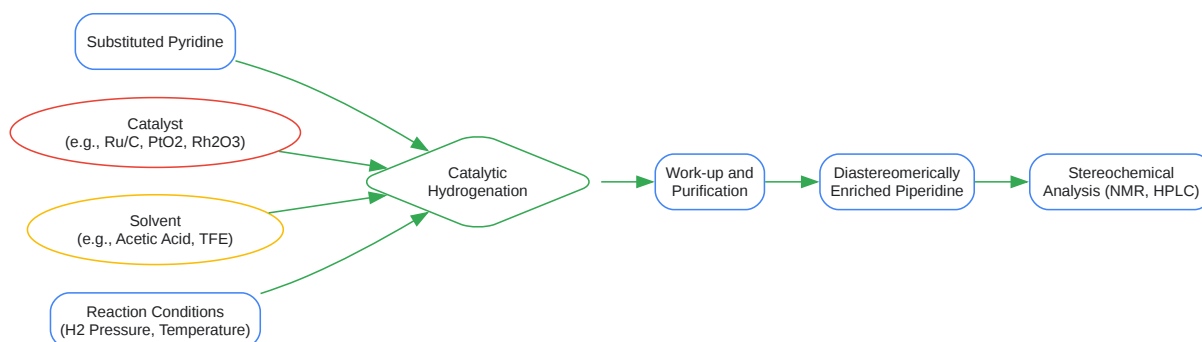 Substituted Pyridine
Catalyst
(e.g., Ru/C, PtO2, Rh2O3)
Solvent
(e.g., Acetic Acid, TFE)
Reaction Conditions
(H2 Pressure, Temperature)
Catalytic
Hydrogenation
Work-up and
Purification
Diastereomerically
Enriched Piperidine
Stereochemical
Analysis (NMR, HPLC)